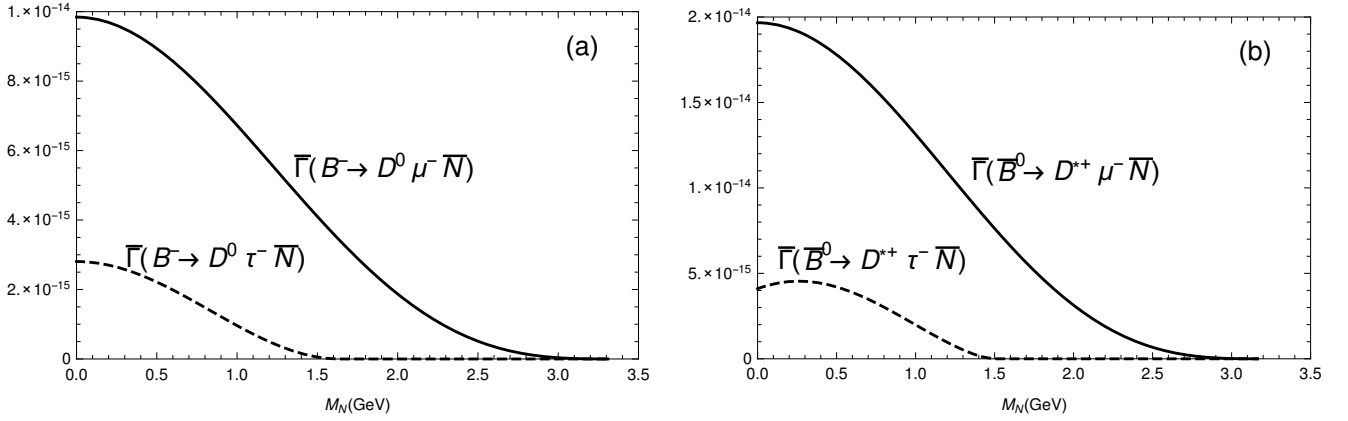 1.×10⁻¹⁴
8.×10⁻¹⁵
6.×10⁻¹⁵
4.×10⁻¹⁵
2.×10⁻¹⁵
0
(a)
Γ̅(B⁻→ D⁰ μ⁻ N̅)
Γ̅(B⁻→ D⁰ τ⁻ N̅)
0.0 0.5 1.0 1.5 2.0 2.5 3.0 3.5
M_N(GeV)
2.×10⁻¹⁴
1.5×10⁻¹⁴
1.×10⁻¹⁴
5.×10⁻¹⁵
0
(b)
Γ̅(B̅⁰→ D*⁺ μ⁻ N̅)
Γ̅(B̅⁰→ D*⁺ τ⁻ N̅)
0.0 0.5 1.0 1.5 2.0 2.5 3.0 3.5
M_N(GeV)